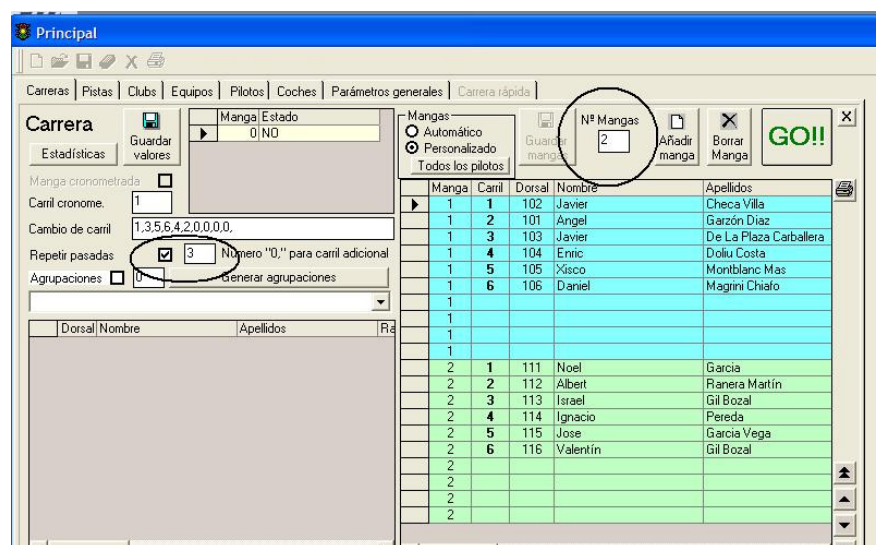 Principal
Carreras Pistas Clubs Equipos Pilotos Coches Parámetros generales Carrera rápida
Carrera
Estadísticas
Guardar valores
Manga Estado
0 NO
Mangas
Automático
Personalizado
Todos los pilotos
Guardar mangas
Nº Mangas
2
Añadir manga
Borrar Manga
GO!!
Manga cronometrada
Carril cronome. 1
Cambio de carril 1,3,5,6,4,2,0,0,0,0,
Repetir pasadas 3 Número "0," para carril adicional
Agrupaciones 0 Generar agrupaciones
Dorsal Nombre Apellidos Ra
Manga Carril Dorsal Nombre Apellidos
1 1 102 Javier Checa Villa
1 2 101 Angel Garzón Diaz
1 3 103 Javier De La Plaza Carballera
1 4 104 Enric Doliu Costa
1 5 105 Xisco Montblanc Mas
1 6 106 Daniel Magrini Chiafo
1
1
1
1
2 1 111 Noel Garcia
2 2 112 Albert Ranera Martín
2 3 113 Israel Gil Bozal
2 4 114 Ignacio Pereda
2 5 115 Jose Garcia Vega
2 6 116 Valentín Gil Bozal
2
2
2
2